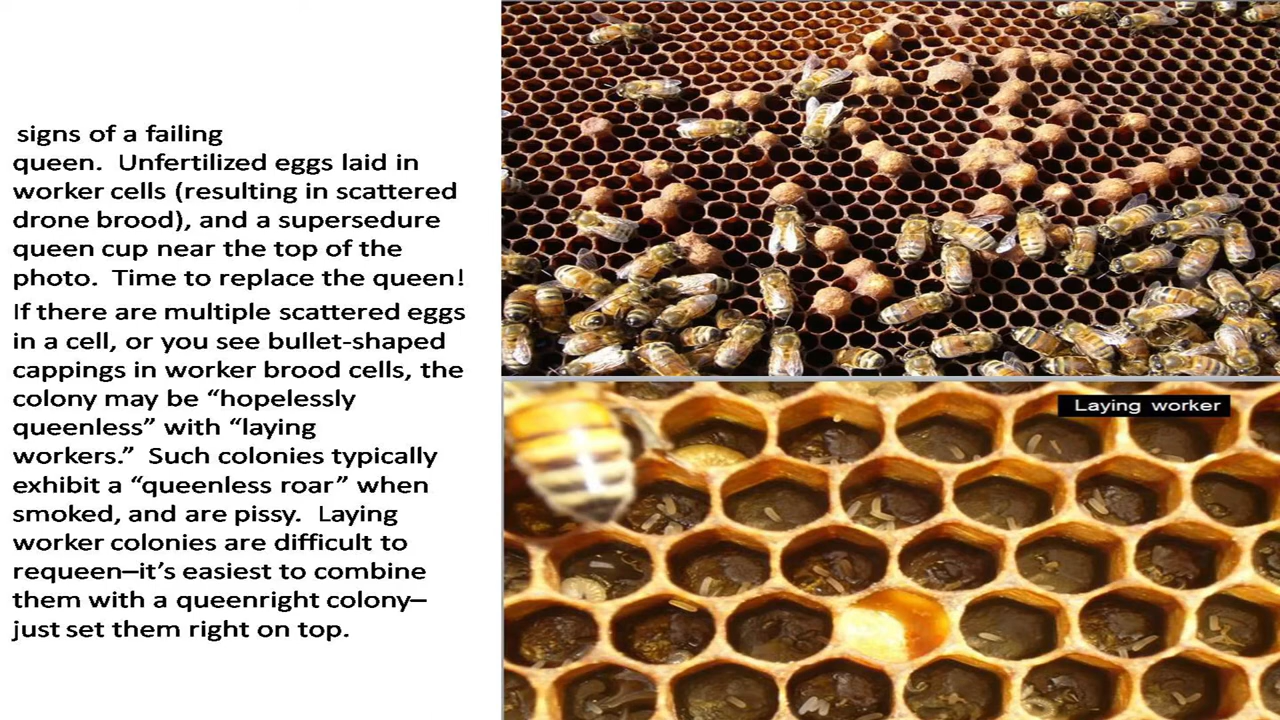 signs of a failing
queen.  Unfertilized eggs laid in
worker cells (resulting in scattered
drone brood), and a supersedure
queen cup near the top of the
photo.  Time to replace the queen!
If there are multiple scattered eggs
in a cell, or you see bullet-shaped
cappings in worker brood cells, the
colony may be “hopelessly
queenless” with “laying
workers.”  Such colonies typically
exhibit a “queenless roar” when
smoked, and are pissy.  Laying
worker colonies are difficult to
requeen–it’s easiest to combine
them with a queenright colony–
just set them right on top.
Laying worker